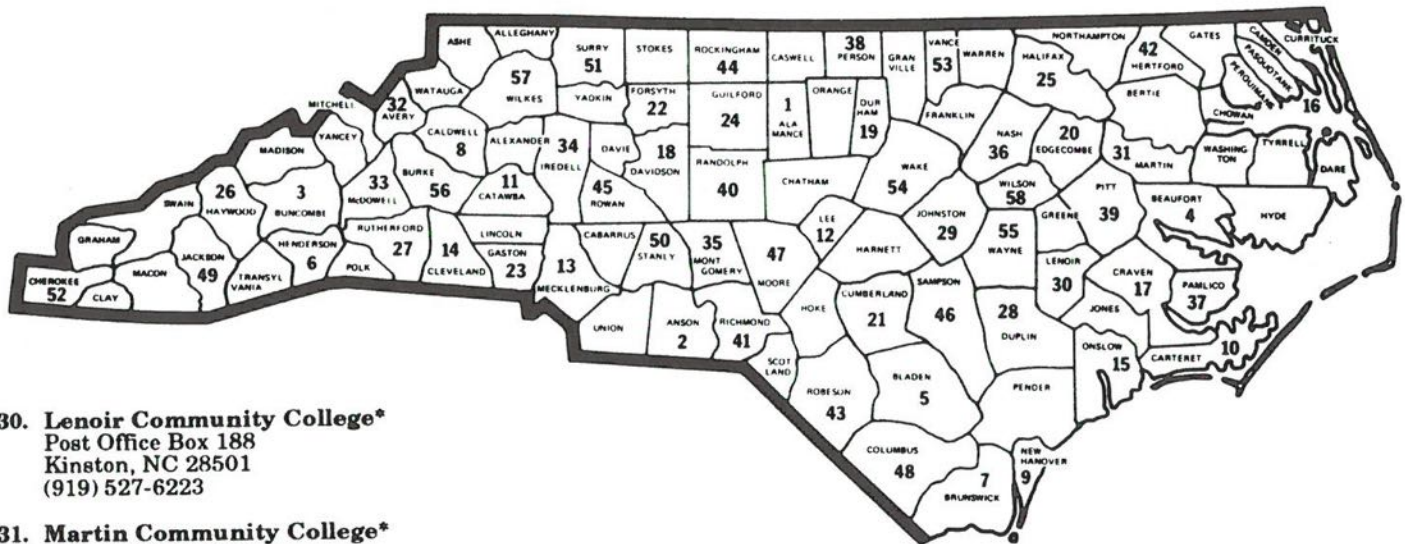 ASHE
ALLEGHANY
SURRY
51
STOKES
ROCKINGHAM
44
CASWELL
38
PERSON
GRAN
VILLE
VANCE
53
WARREN
NORTHAMPTON
HALIFAX
25
42
HERTFORD
GATES
CAMDEN
PASQUOTANK
PERQUIMANS
CURRITUCK
16
57
WILKES
WATAUGA
32
AVERY
MITCHELL
YANCEY
YADKIN
FORSYTH
22
GUILFORD
24
1
ALA
MANCE
ORANGE
DUR
HAM
19
FRANKLIN
NASH
36
20
EDGECOMBE
BERTIE
CHOWAN
31
MARTIN
WASHING
TON
TYRRELL
DARE
MADISON
CALDWELL
8
ALEXANDER
34
IREDELL
DAVIE
18
DAVIDSON
RANDOLPH
40
CHATHAM
WAKE
54
WILSON
58
PITT
39
BEAUFORT
4
HYDE
SWAIN
26
HAYWOOD
3
BUNCOMBE
33
McDOWELL
BURKE
56
11
CATAWBA
45
ROWAN
LEE
12
JOHNSTON
29
GREENE
55
WAYNE
GRAHAM
JACKSON
49
HENDERSON
6
RUTHERFORD
27
POLK
14
CLEVELAND
LINCOLN
GASTON
23
CABARRUS
13
MECKLENBURG
50
STANLY
35
MONT
GOMERY
47
MOORE
HARNETT
LENOIR
30
CRAVEN
17
PAMLICO
37
CHEROKEE
52
CLAY
MACON
TRANSYL
VANIA
UNION
ANSON
2
RICHMOND
41
HOKE
CUMBERLAND
21
SAMPSON
46
28
DUPLIN
JONES
ONSLOW
15
CARTERET
10
SCOT
LAND
ROBESON
43
BLADEN
5
PENDER
COLUMBUS
48
7
BRUNSWICK
NEW
HANOVER
9
30. Lenoir Community College*
Post Office Box 188
Kinston, NC 28501
(919) 527-6223
31. Martin Community College*